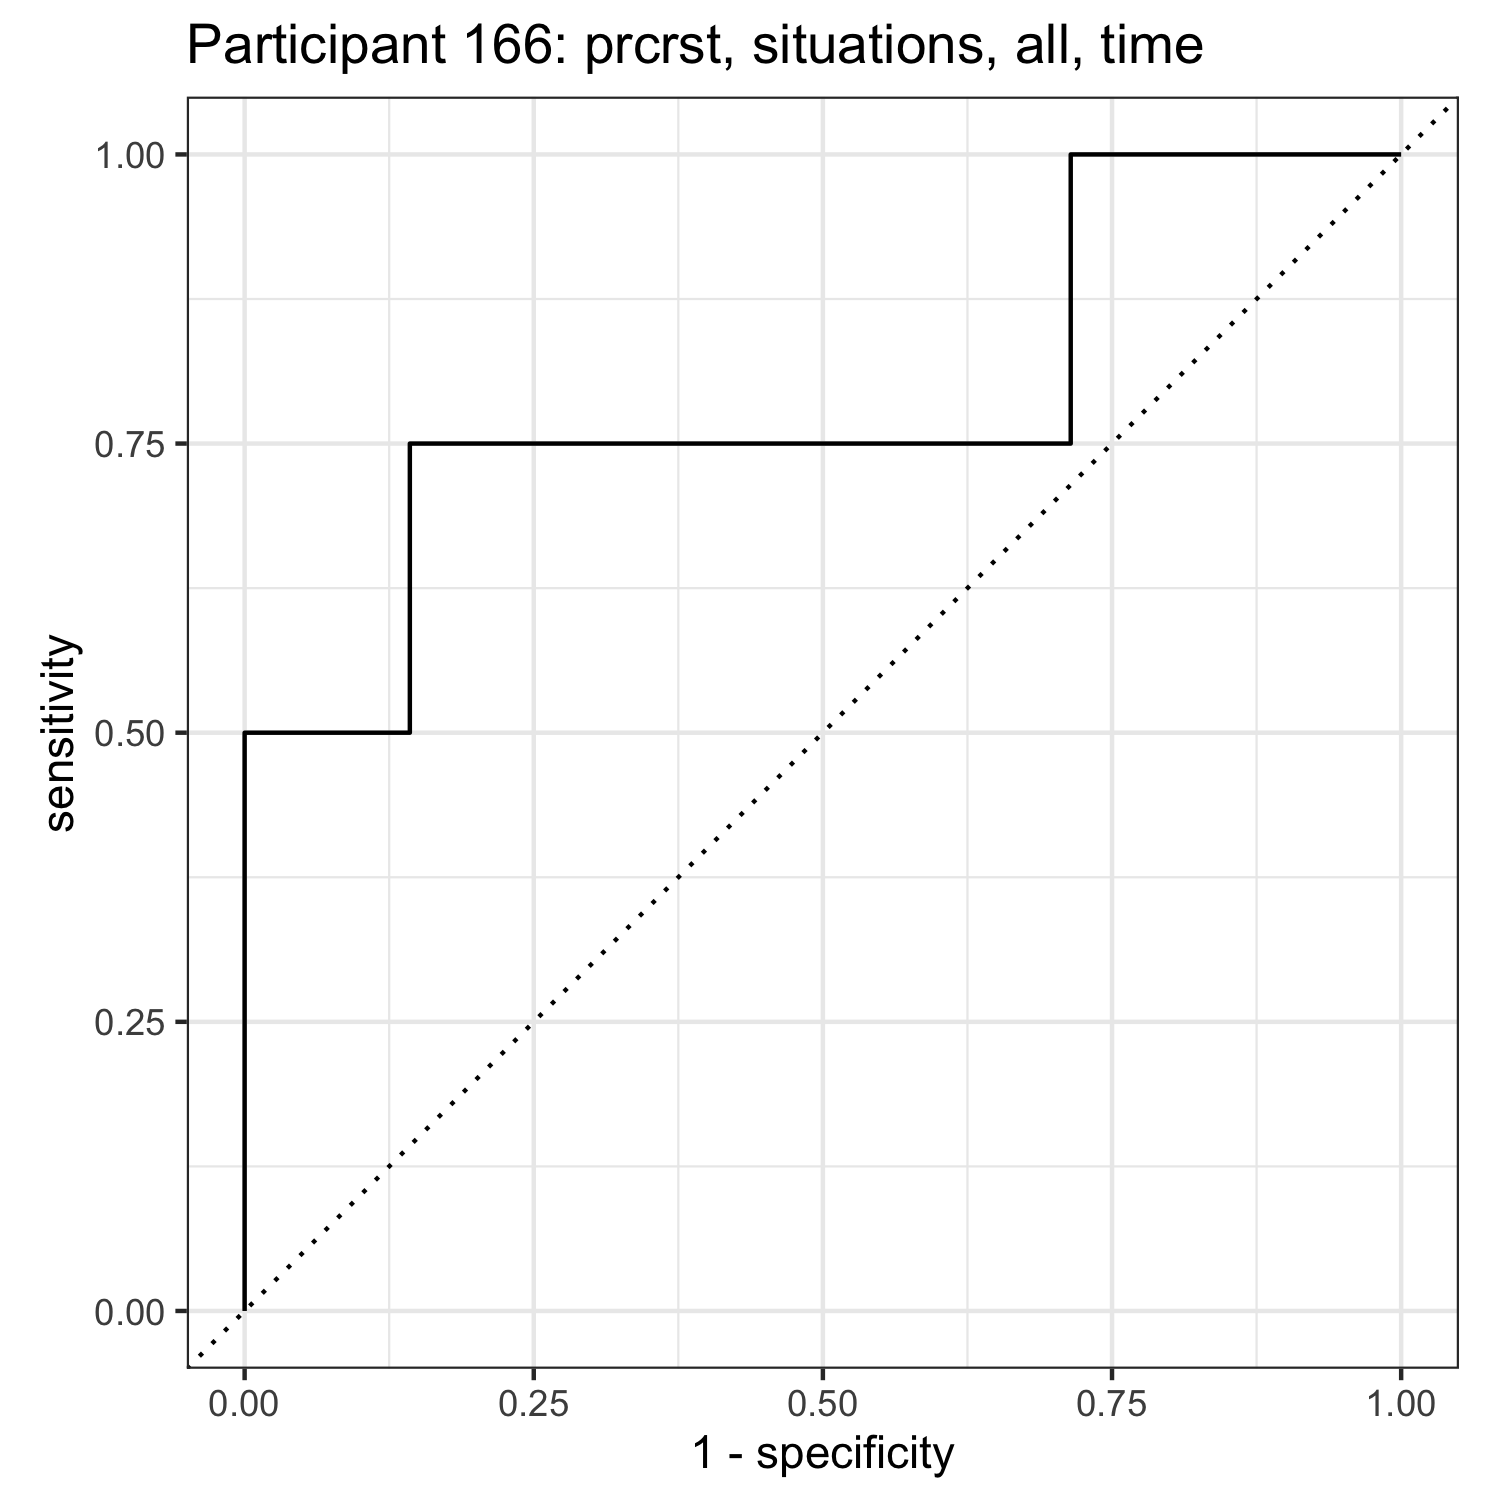 Participant 166: prcrst, situations, all, time
1.00
0.75
0.50
0.25
0.00
sensitivity
0.00 0.25 0.50 0.75 1.00
1 - specificity